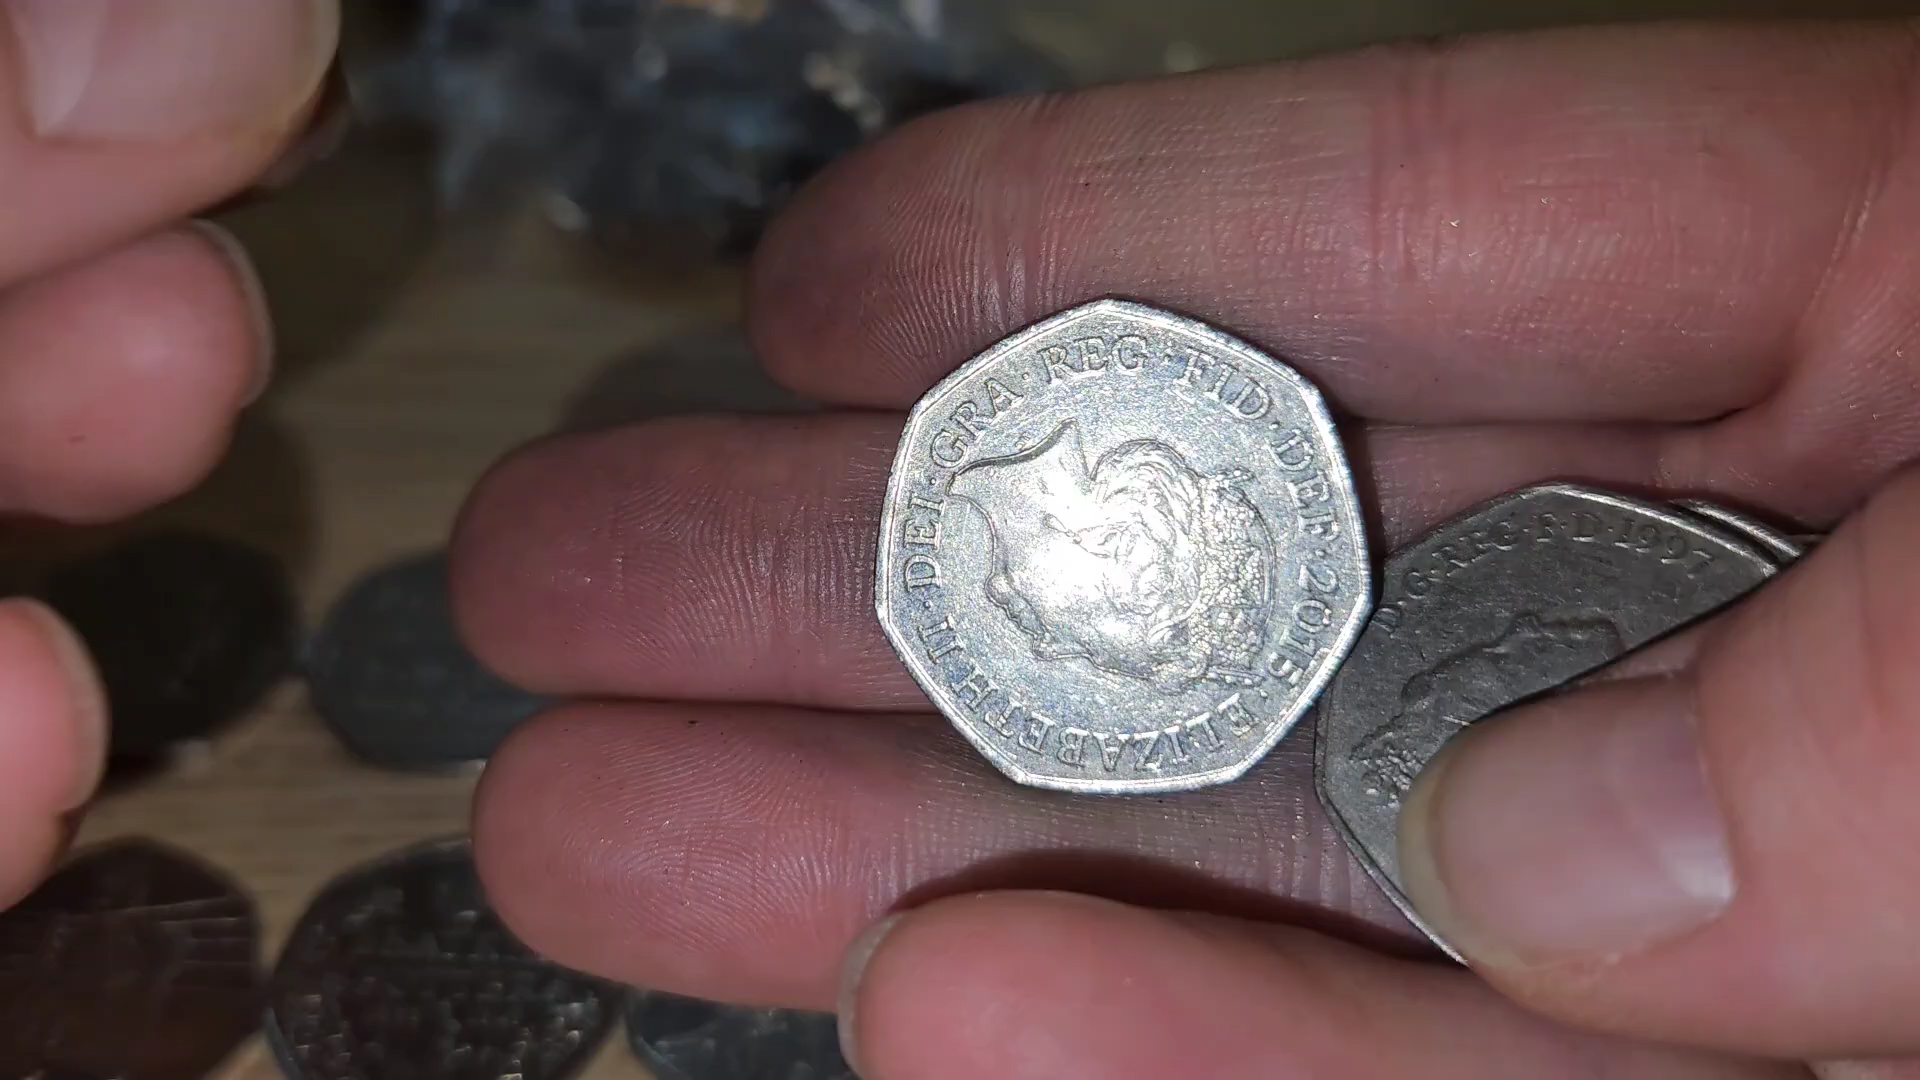 ELIZABETH II · DEI · GRA · REG · FID · DEF · 2015 ·
D·G·REG·F·D·1997